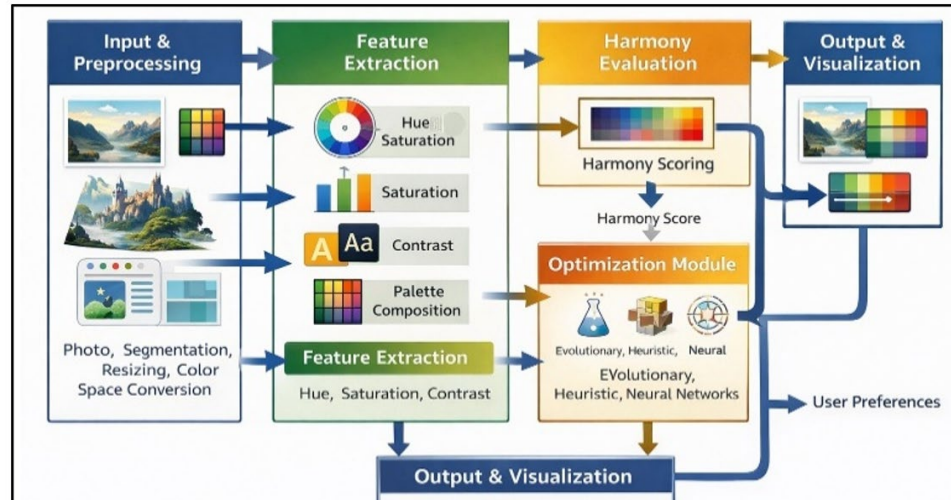 Input &
Preprocessing
Photo, Segmentation,
Resizing, Color
Space Conversion
Feature
Extraction
Hue
Saturation
Saturation
A Aa
Contrast
Palette
Composition
Feature Extraction
Hue, Saturation, Contrast
Harmony
Evaluation
Harmony Scoring
Harmony Score
Optimization Module
Evolutionary, Heuristic, Neural
EVolutionary,
Heuristic, Neural Networks
Output &
Visualization
User Preferences
Output & Visualization